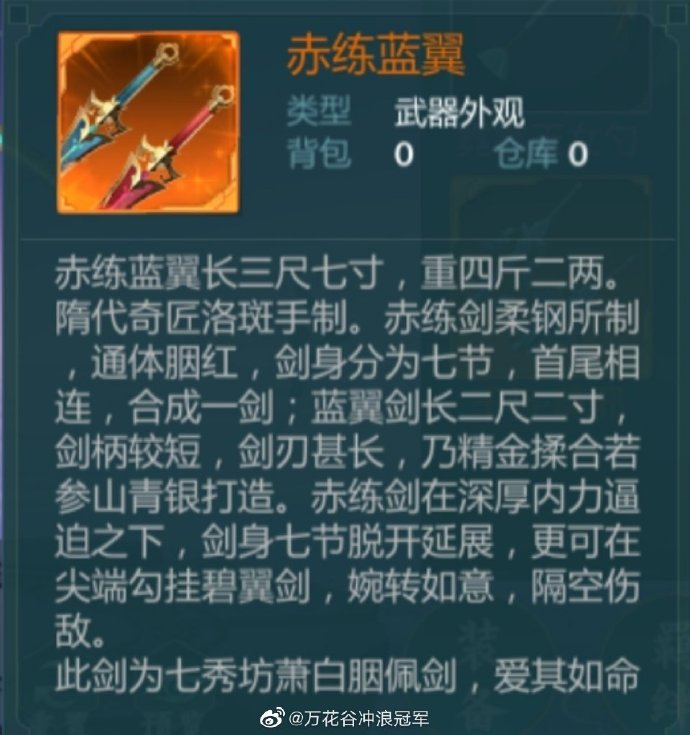 赤练蓝翼
类型 武器外观
背包 0 仓库 0
赤练蓝翼长三尺七寸，重四斤二两。
隋代奇匠洛斑手制。赤练剑柔钢所制
，通体胭红，剑身分为七节，首尾相
连，合成一剑；蓝翼剑长二尺二寸，
剑柄较短，剑刃甚长，乃精金揉合若
参山青银打造。赤练剑在深厚内力逼
迫之下，剑身七节脱开延展，更可在
尖端勾挂碧翼剑，婉转如意，隔空伤
敌。
此剑为七秀坊萧白胭佩剑，爱其如命
@万花谷冲浪冠军